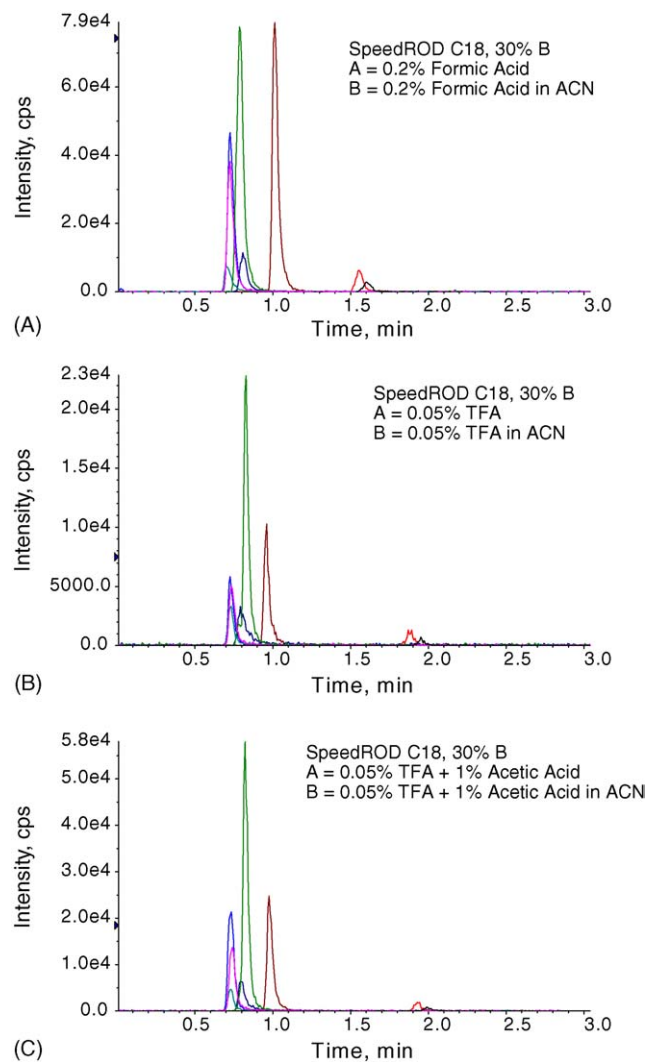 7.9e4
SpeedROD C18, 30% B
A = 0.2% Formic Acid
B = 0.2% Formic Acid in ACN
6.0e4
4.0e4
2.0e4
0.0
Intensity, cps
0.5 1.0 1.5 2.0 2.5 3.0
Time, min
(A)
2.3e4
SpeedROD C18, 30% B
A = 0.05% TFA
B = 0.05% TFA in ACN
2.0e4
1.5e4
1.0e4
5000.0
0.0
Intensity, cps
0.5 1.0 1.5 2.0 2.5 3.0
Time, min
(B)
5.8e4
SpeedROD C18, 30% B
A = 0.05% TFA + 1% Acetic Acid
B = 0.05% TFA + 1% Acetic Acid in ACN
5.0e4
4.0e4
3.0e4
2.0e4
1.0e4
0.0
Intensity, cps
0.5 1.0 1.5 2.0 2.5 3.0
Time, min
(C)